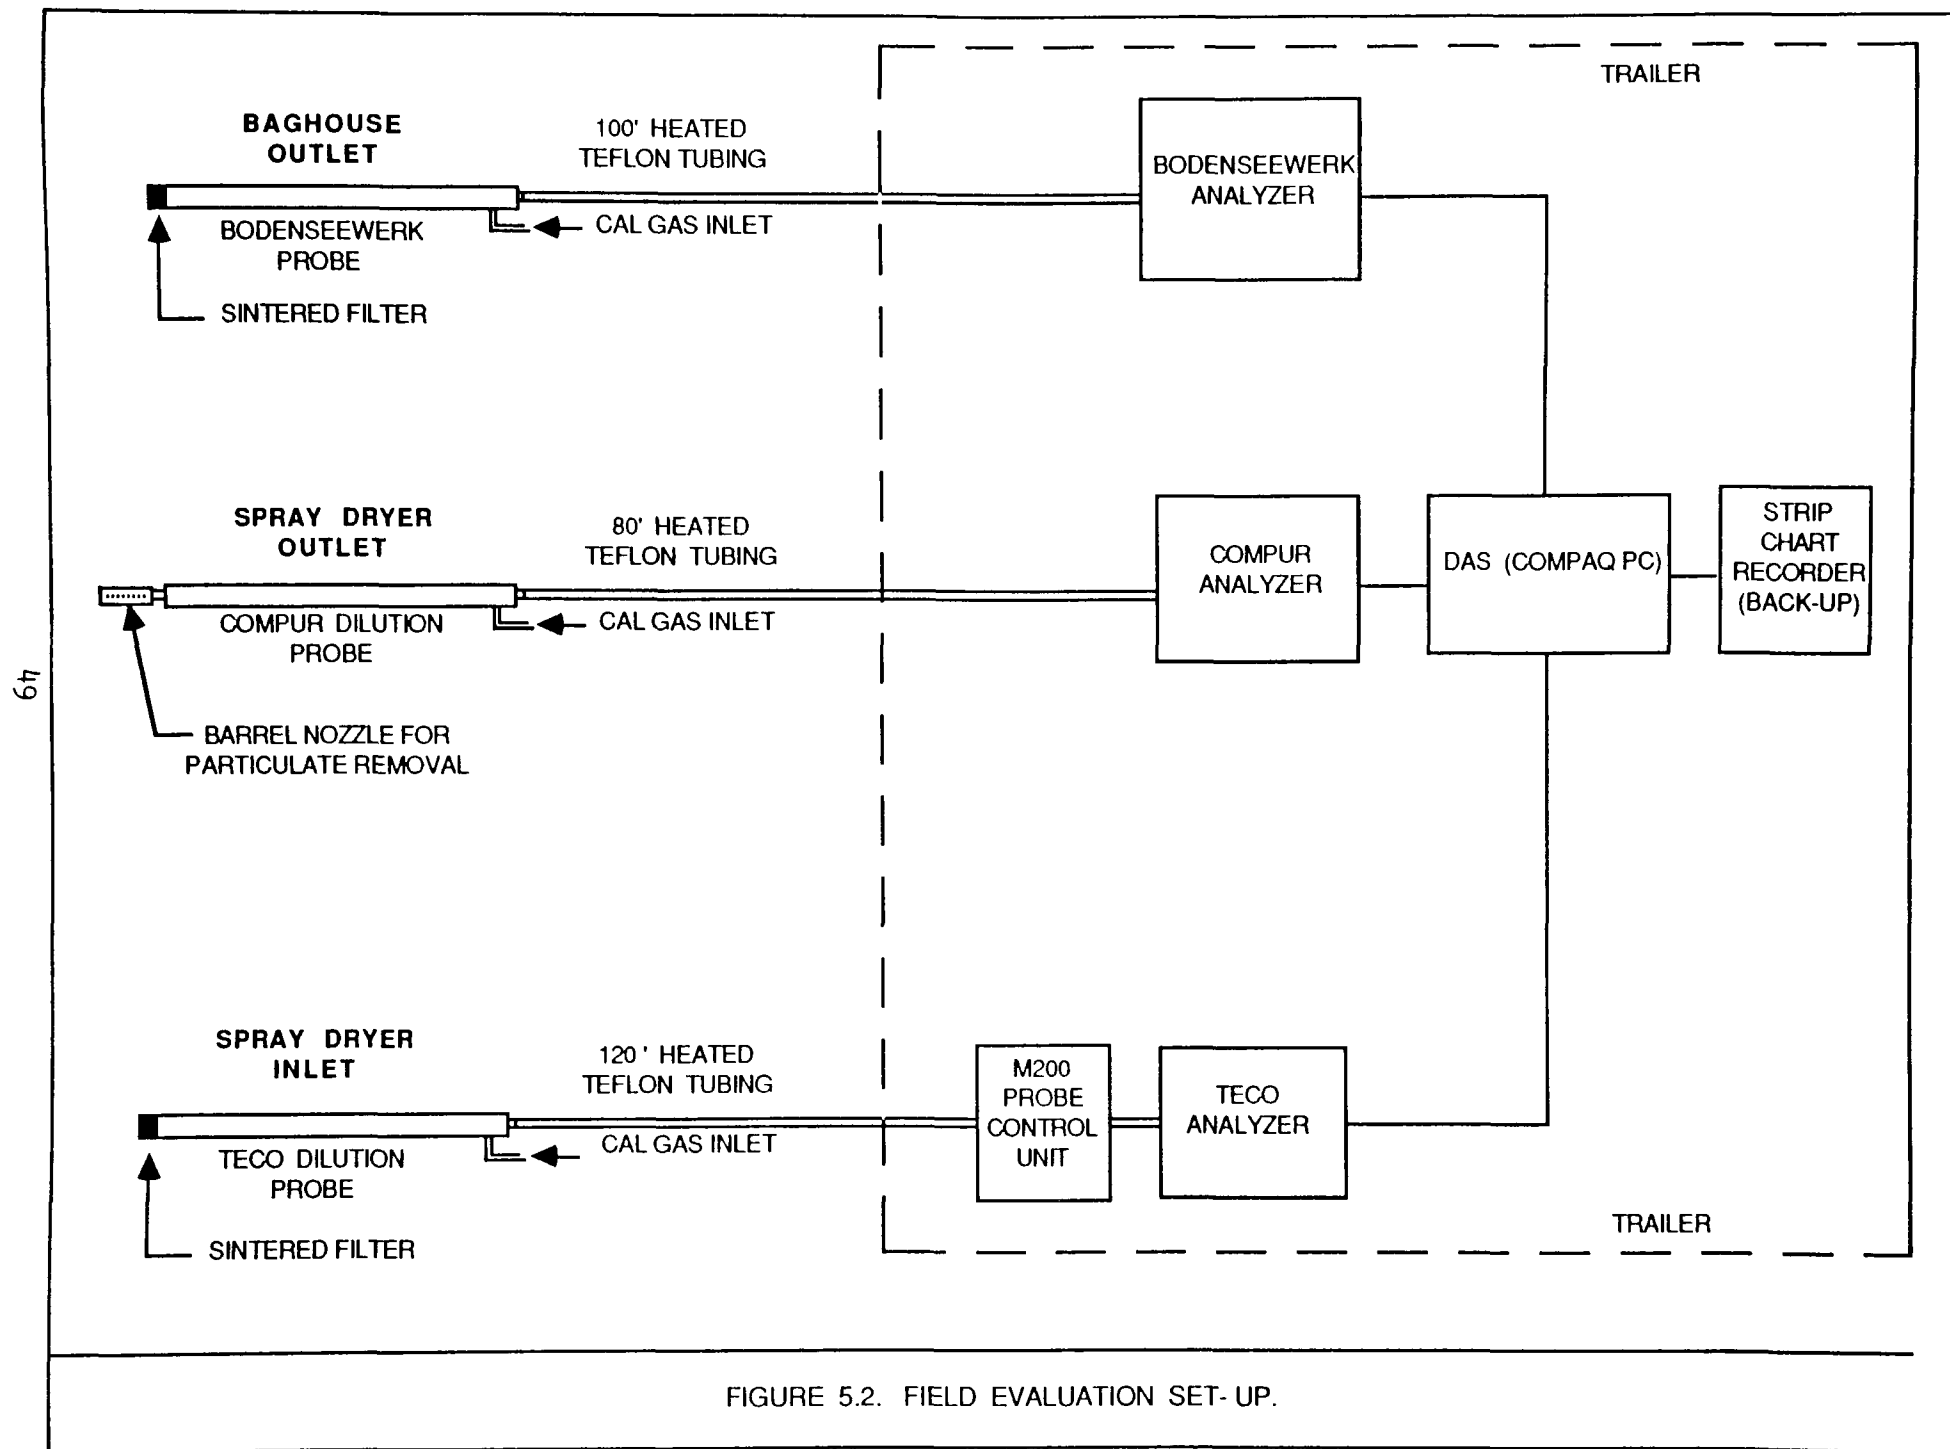 TRAILER
BAGHOUSE
OUTLET
100' HEATED
TEFLON TUBING
BODENSEEWERK
ANALYZER
CAL GAS INLET
BODENSEEWERK
PROBE
SINTERED FILTER
SPRAY DRYER
OUTLET
80' HEATED
TEFLON TUBING
COMPUR
ANALYZER
DAS (COMPAQ PC)
STRIP
CHART
RECORDER
(BACK-UP)
CAL GAS INLET
COMPUR DILUTION
PROBE
BARREL NOZZLE FOR
PARTICULATE REMOVAL
49
SPRAY DRYER
INLET
120' HEATED
TEFLON TUBING
M200
PROBE
CONTROL
UNIT
TECO
ANALYZER
CAL GAS INLET
TECO DILUTION
PROBE
SINTERED FILTER
TRAILER
FIGURE 5.2. FIELD EVALUATION SET-UP.